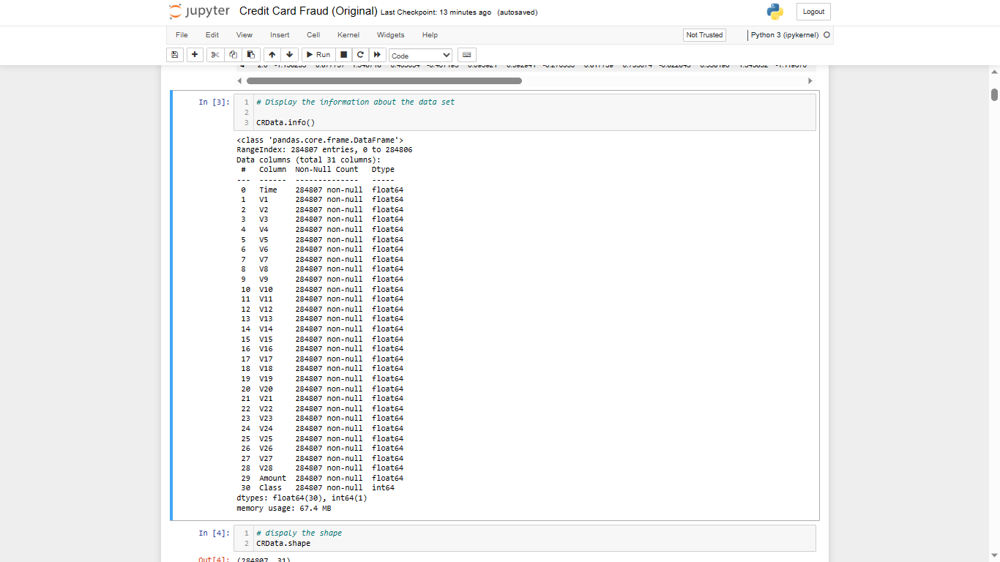 jupyter Credit Card Fraud (Original) Last Checkpoint: 13 minutes ago (autosaved)
Logout
File Edit View Insert Cell Kernel Widgets Help
Not Trusted
Python 3 (ipykernel)
Run
Code
In [3]:
1 # Display the information about the data set
2
3 CRData.info()
<class 'pandas.core.frame.DataFrame'>
RangeIndex: 284807 entries, 0 to 284806
Data columns (total 31 columns):
# Column Non-Null Count Dtype
--- ------ -------------- -----
0 Time 284807 non-null float64
1 V1 284807 non-null float64
2 V2 284807 non-null float64
3 V3 284807 non-null float64
4 V4 284807 non-null float64
5 V5 284807 non-null float64
6 V6 284807 non-null float64
7 V7 284807 non-null float64
8 V8 284807 non-null float64
9 V9 284807 non-null float64
10 V10 284807 non-null float64
11 V11 284807 non-null float64
12 V12 284807 non-null float64
13 V13 284807 non-null float64
14 V14 284807 non-null float64
15 V15 284807 non-null float64
16 V16 284807 non-null float64
17 V17 284807 non-null float64
18 V18 284807 non-null float64
19 V19 284807 non-null float64
20 V20 284807 non-null float64
21 V21 284807 non-null float64
22 V22 284807 non-null float64
23 V23 284807 non-null float64
24 V24 284807 non-null float64
25 V25 284807 non-null float64
26 V26 284807 non-null float64
27 V27 284807 non-null float64
28 V28 284807 non-null float64
29 Amount 284807 non-null float64
30 Class 284807 non-null int64
dtypes: float64(30), int64(1)
memory usage: 67.4 MB
In [4]:
1 # dispaly the shape
2 CRData.shape
Out[4]: (284807, 31)